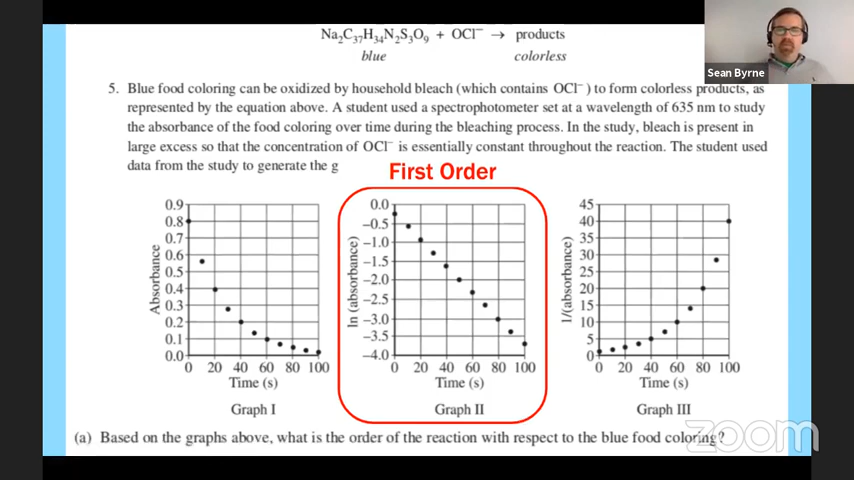 Na₂C₃₇H₃₄N₂S₃O₉ + OCl⁻ → products
blue colorless
Sean Byrne
5. Blue food coloring can be oxidized by household bleach (which contains OCl⁻) to form colorless products, as
represented by the equation above. A student used a spectrophotometer set at a wavelength of 635 nm to study
the absorbance of the food coloring over time during the bleaching process. In the study, bleach is present in
large excess so that the concentration of OCl⁻ is essentially constant throughout the reaction. The student used
data from the study to generate the g
First Order
Absorbance
0.9
0.8
0.7
0.6
0.5
0.4
0.3
0.2
0.1
0.0
0 20 40 60 80 100
Time (s)
Graph I
ln (absorbance)
0.0
−0.5
−1.0
−1.5
−2.0
−2.5
−3.0
−3.5
−4.0
0 20 40 60 80 100
Time (s)
Graph II
1/(absorbance)
45
40
35
30
25
20
15
10
5
0
0 20 40 60 80 100
Time (s)
Graph III
(a) Based on the graphs above, what is the order of the reaction with respect to the blue food coloring?
zoom